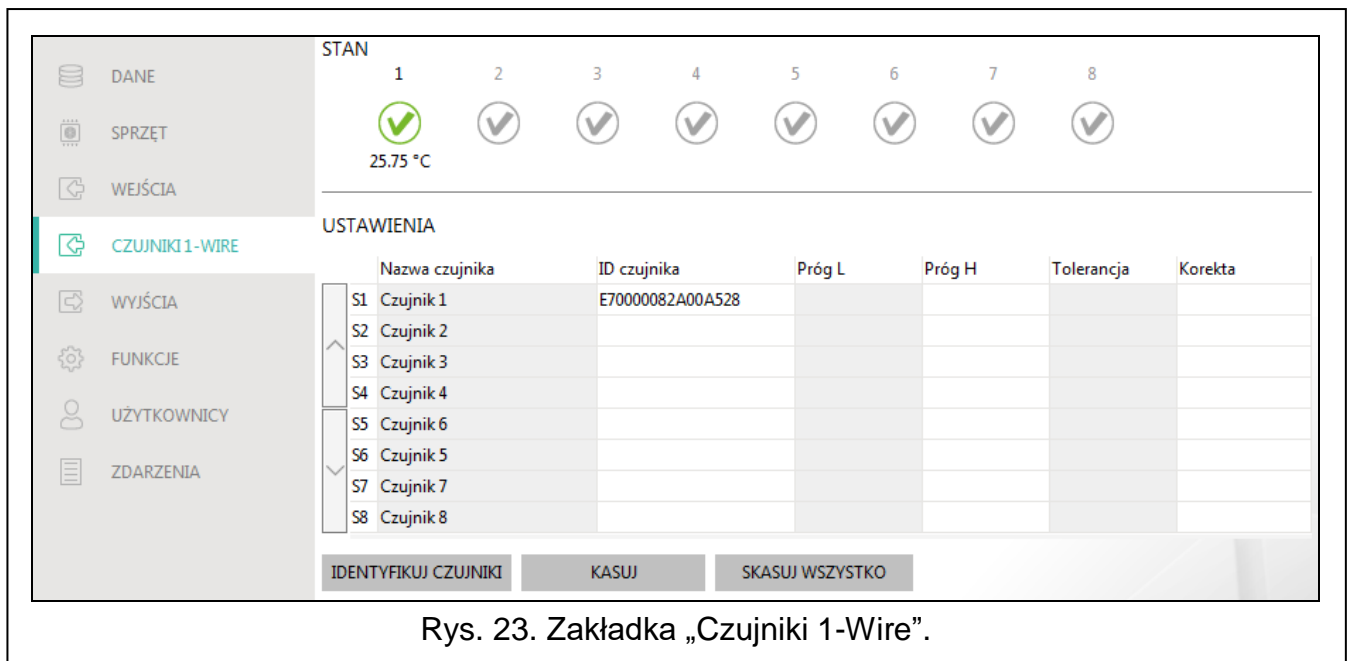 DANE
SPRZĘT
WEJŚCIA
CZUJNIKI 1-WIRE
WYJŚCIA
FUNKCJE
UŻYTKOWNICY
ZDARZENIA
STAN
1 2 3 4 5 6 7 8
25.75 °C
USTAWIENIA
Nazwa czujnika ID czujnika Próg L Próg H Tolerancja Korekta
S1 Czujnik 1 E70000082A00A528
S2 Czujnik 2
S3 Czujnik 3
S4 Czujnik 4
S5 Czujnik 6
S6 Czujnik 5
S7 Czujnik 7
S8 Czujnik 8
IDENTYFIKUJ CZUJNIKI KASUJ SKASUJ WSZYSTKO
Rys. 23. Zakładka „Czujniki 1-Wire”.